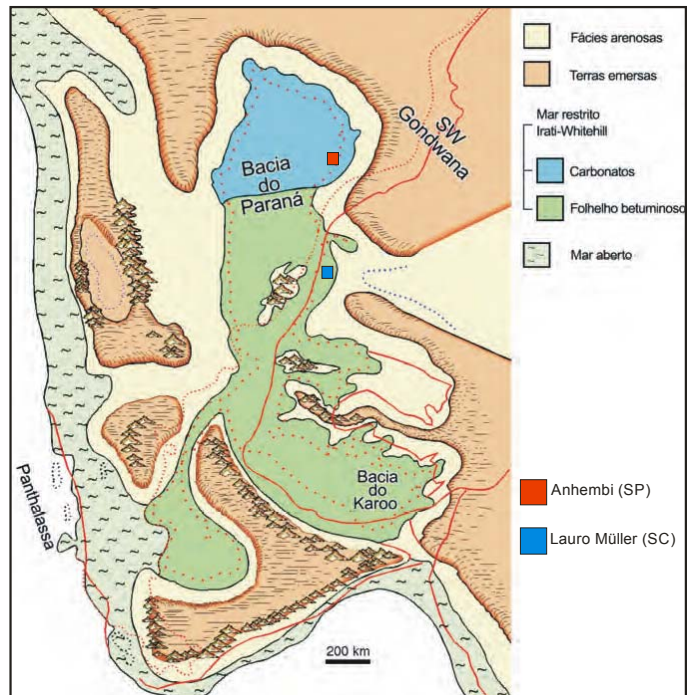 Bacia
do
Paraná
SW
Gondwana
Panthalassa
Bacia
do
Karoo
200 km
Fácies arenosas
Terras emersas
Mar restrito
Irati-Whitehill
Carbonatos
Folhelho betuminoso
Mar aberto
Anhembi (SP)
Lauro Müller (SC)